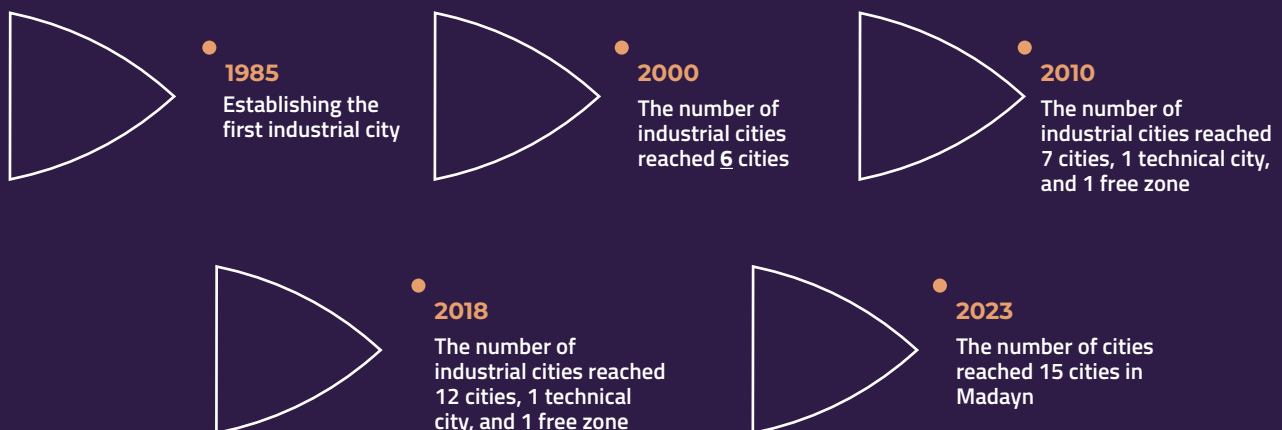 1985
Establishing the
first industrial city
2000
The number of
industrial cities
reached 6 cities
2010
The number of
industrial cities reached
7 cities, 1 technical city,
and 1 free zone
2018
The number of
industrial cities reached
12 cities, 1 technical
city, and 1 free zone
2023
The number of cities
reached 15 cities in
Madayn